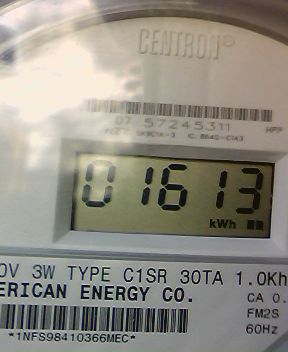 CENTRON®
07 57245311 HPP
01613
kWh
0V 3W TYPE C1SR 30TA 1.0Kh
ERICAN ENERGY CO.
CA 0.
FM2S
60Hz
*1NFS98410366MEC*